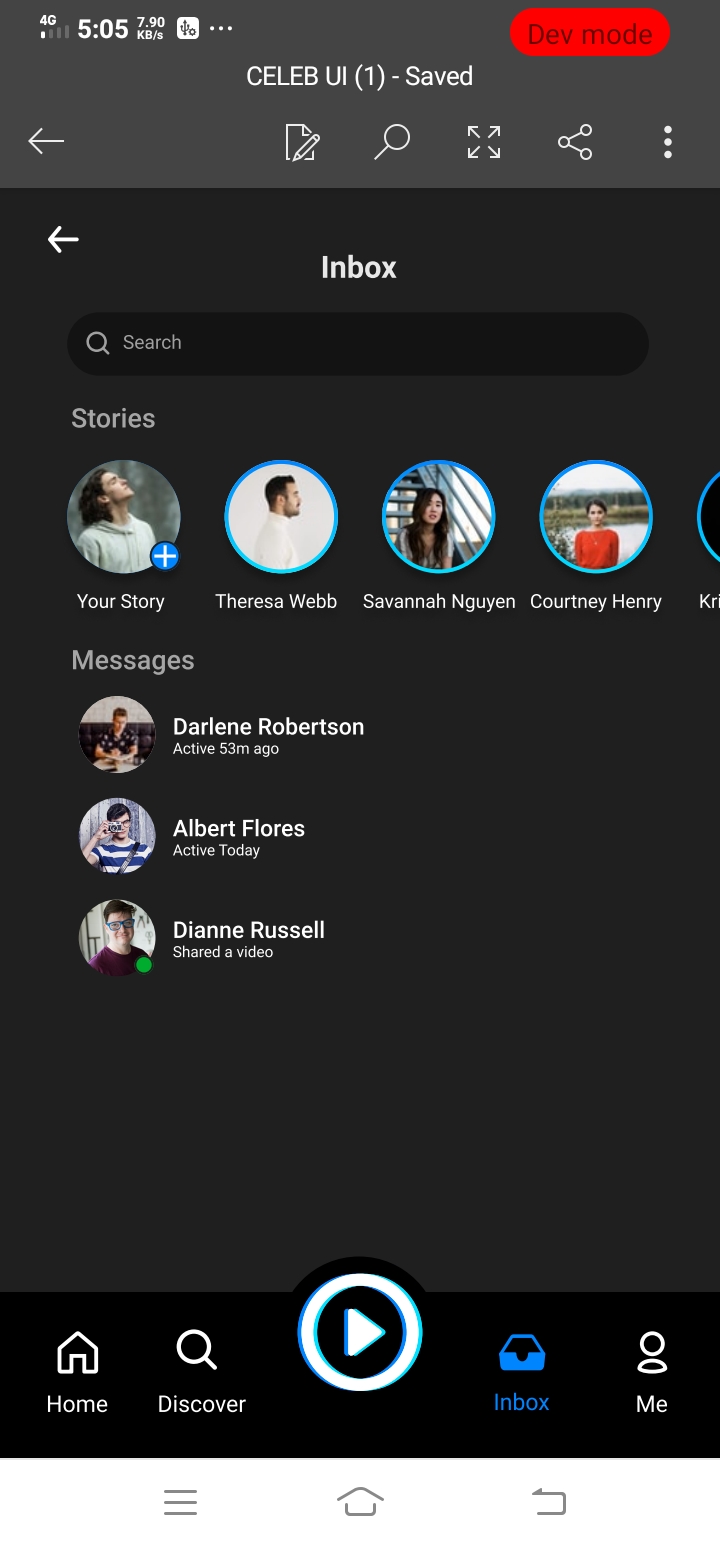 4G 5:05 7.90 KB/s
Dev mode
CELEB UI (1) - Saved
Inbox
Search
Stories
Your Story
Theresa Webb
Savannah Nguyen
Courtney Henry
Kri
Messages
Darlene Robertson
Active 53m ago
Albert Flores
Active Today
Dianne Russell
Shared a video
Home
Discover
Inbox
Me